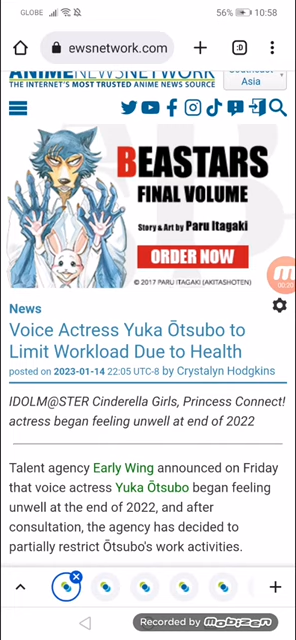 GLOBE
56% 10:58
ewsnetwork.com
:D
ANIMENEWSNETWORK
THE INTERNET'S MOST TRUSTED ANIME NEWS SOURCE
Southeast
Asia
BEASTARS
FINAL VOLUME
Story & Art by Paru Itagaki
ORDER NOW
© 2017 PARU ITAGAKI (AKITASHOTEN)
00:20
News
Voice Actress Yuka Ōtsubo to
Limit Workload Due to Health
posted on 2023-01-14 22:05 UTC-8 by Crystalyn Hodgkins
IDOLM@STER Cinderella Girls, Princess Connect!
actress began feeling unwell at end of 2022
Talent agency Early Wing announced on Friday
that voice actress Yuka Ōtsubo began feeling
unwell at the end of 2022, and after
consultation, the agency has decided to
partially restrict Ōtsubo's work activities.
Recorded by mobizen